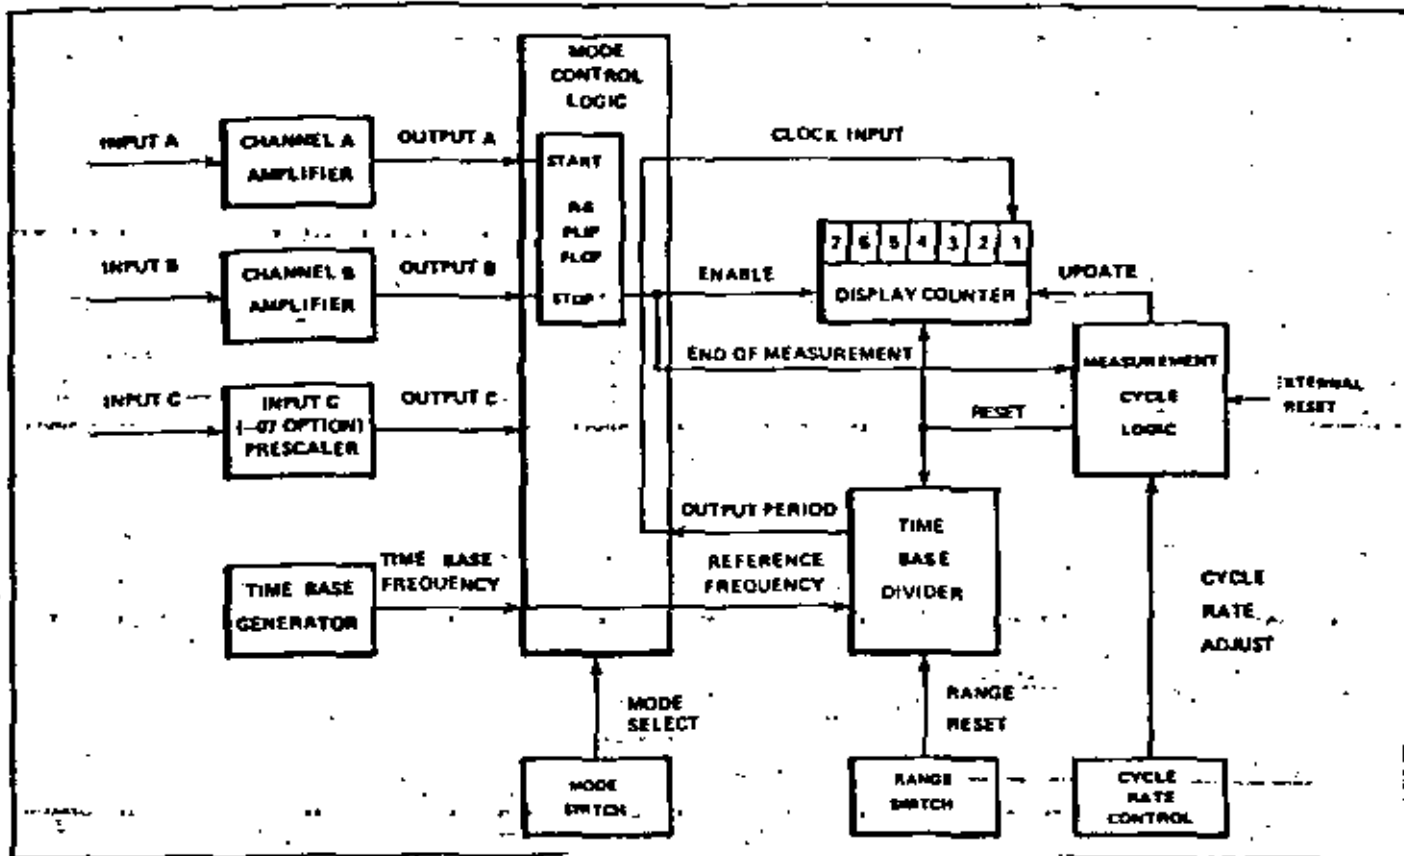 MODE
CONTROL
LOGIC
INPUT A
CHANNEL A
AMPLIFIER
OUTPUT A
START
R-S
FLIP
FLOP
STOP
CLOCK INPUT
7 6 5 4 3 2 1
DISPLAY COUNTER
INPUT B
CHANNEL B
AMPLIFIER
OUTPUT B
ENABLE
UPDATE
END OF MEASUREMENT
MEASUREMENT
CYCLE
LOGIC
EXTERNAL
RESET
INPUT C
INPUT C
(-07 OPTION)
PRESCALER
OUTPUT C
RESET
OUTPUT PERIOD
TIME
BASE
DIVIDER
TIME BASE
GENERATOR
TIME BASE
FREQUENCY
REFERENCE
FREQUENCY
CYCLE
RATE
ADJUST
MODE
SELECT
RANGE
RESET
MODE
SWITCH
RANGE
SWITCH
CYCLE
RATE
CONTROL